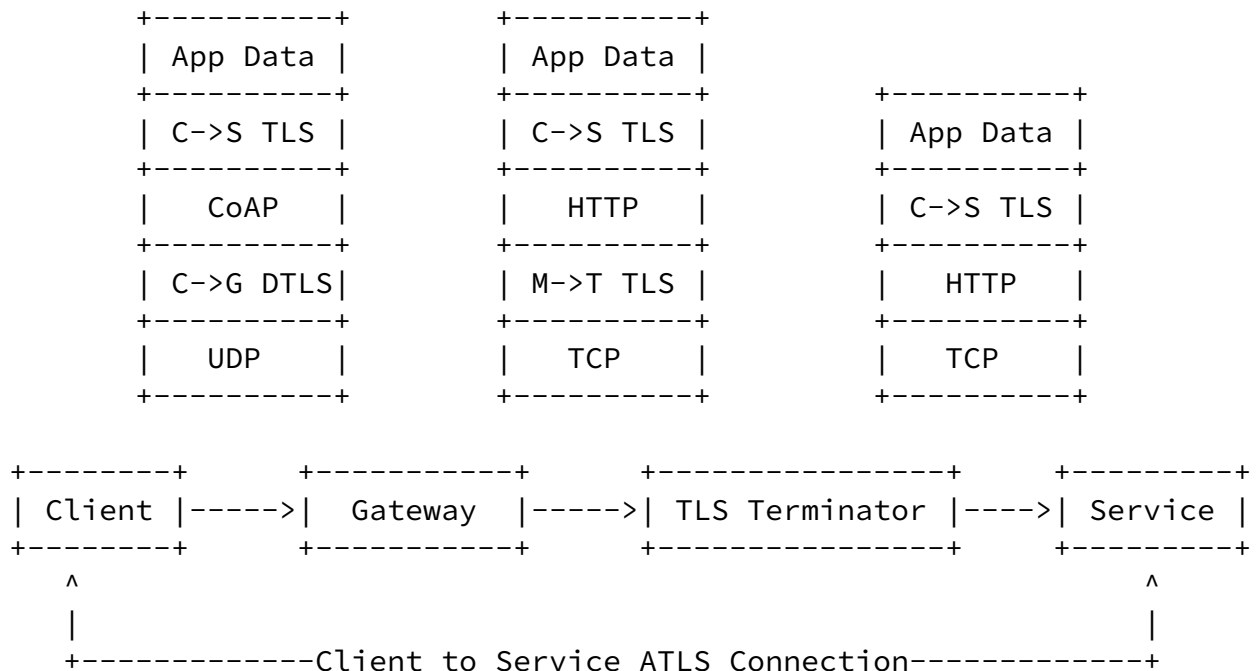 App Data App Data
C->S TLS C->S TLS App Data
CoAP HTTP C->S TLS
C->G DTLS M->T TLS HTTP
UDP TCP TCP
Client Gateway TLS Terminator Service
Client to Service ATLS Connection